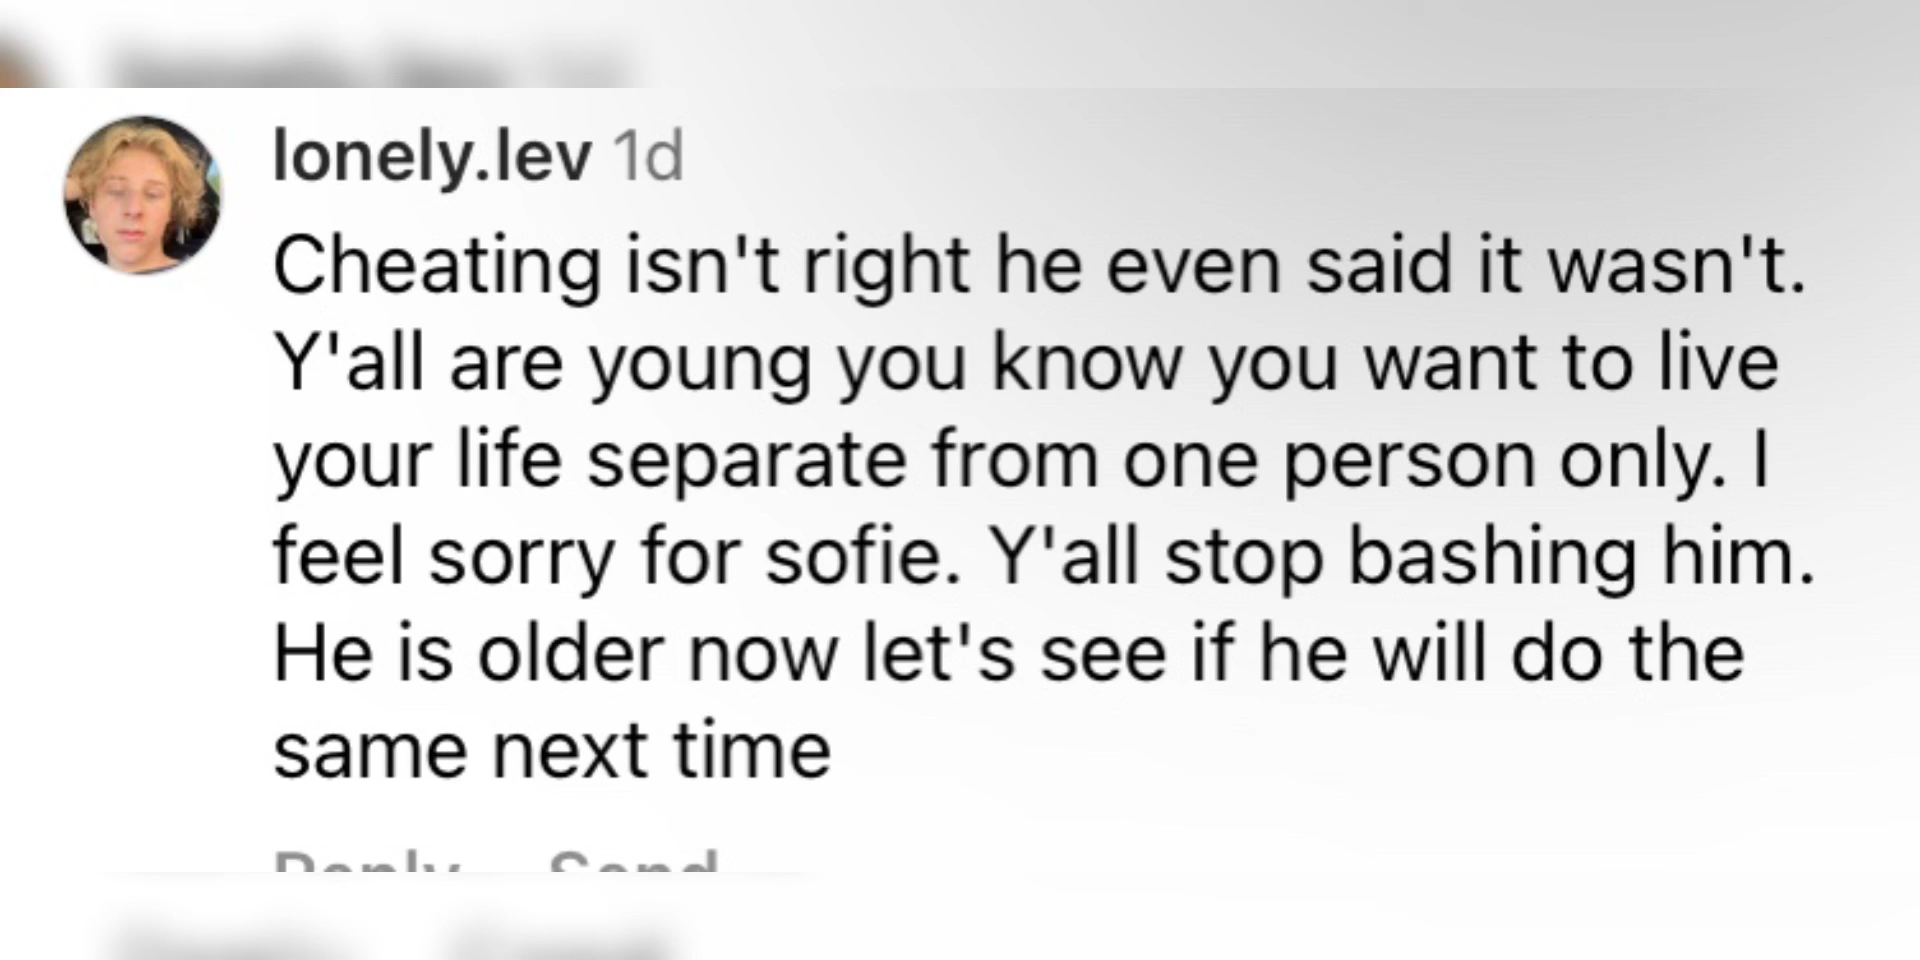 lonely.lev 1d
Cheating isn't right he even said it wasn't.
Y'all are young you know you want to live
your life separate from one person only. I
feel sorry for sofie. Y'all stop bashing him.
He is older now let's see if he will do the
same next time
Reply Send